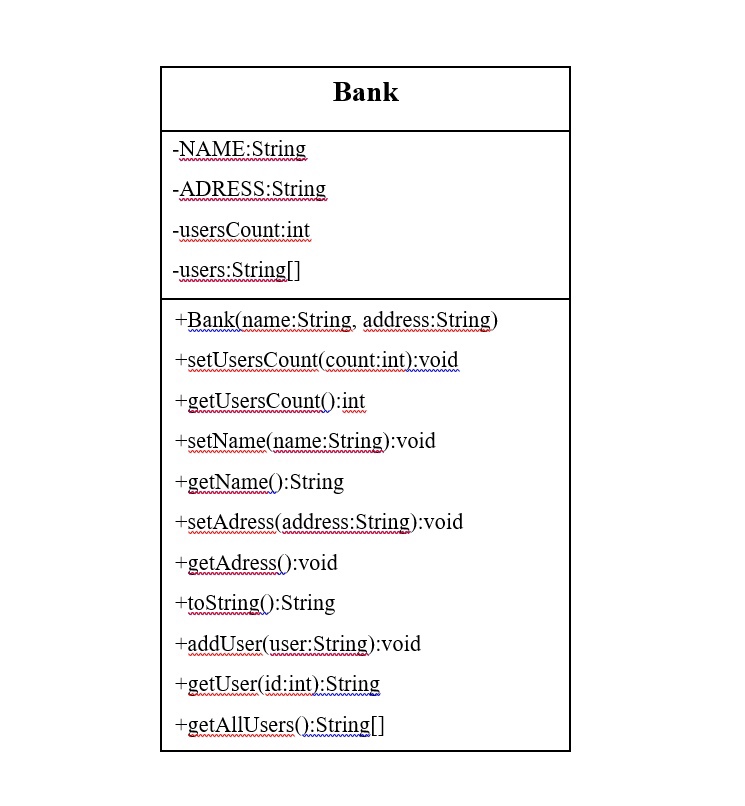 Bank
-NAME:String
-ADRESS:String
-usersCount:int
-users:String[]
+Bank(name:String, address:String)
+setUsersCount(count:int):void
+getUsersCount():int
+setName(name:String):void
+getName():String
+setAdress(address:String):void
+getAdress():void
+toString():String
+addUser(user:String):void
+getUser(id:int):String
+getAllUsers():String[]